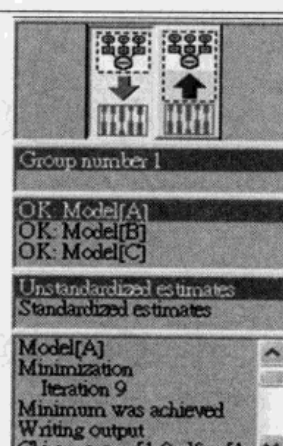 Group number 1
OK: Model[A]
OK: Model[B]
OK: Model[C]
Unstandardized estimates
Standardized estimates
Model[A]
Minimization
Iteration 9
Minimum was achieved
Writing output